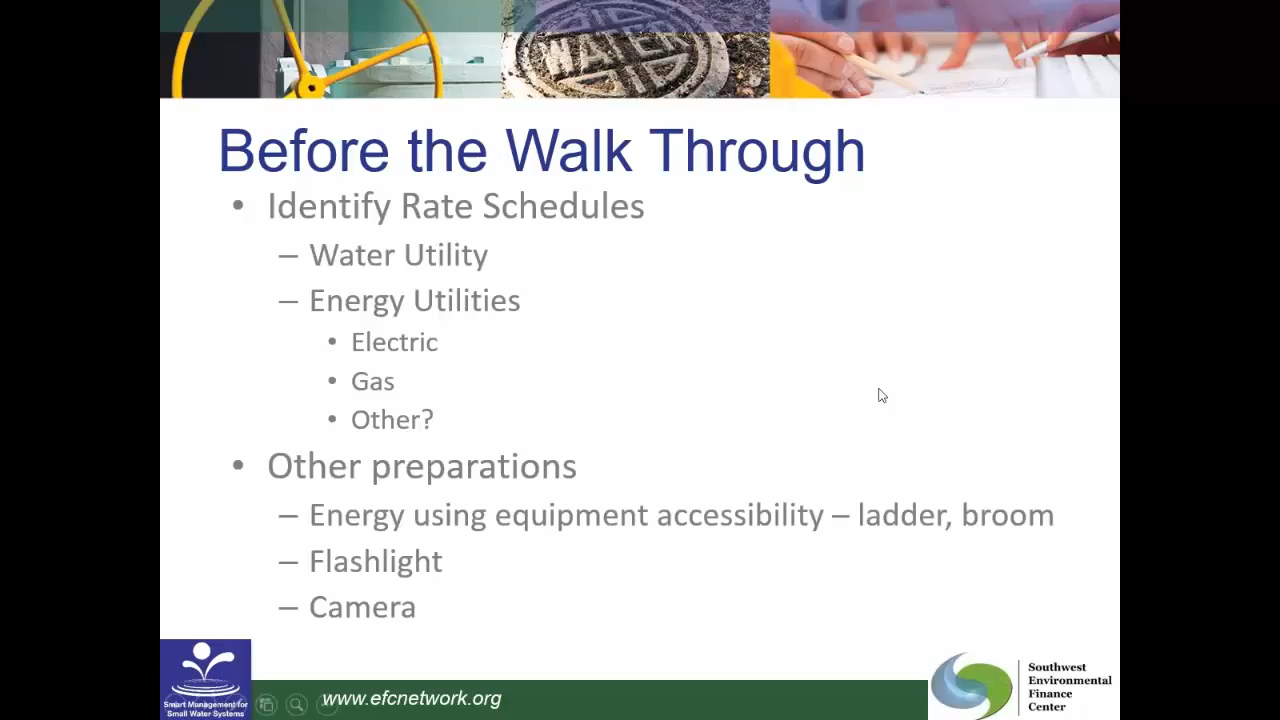 WATER
Before the Walk Through
• Identify Rate Schedules
– Water Utility
– Energy Utilities
• Electric
• Gas
• Other?
• Other preparations
– Energy using equipment accessibility – ladder, broom
– Flashlight
– Camera
Smart Management for
Small Water Systems
www.efcnetwork.org
Southwest
Environmental
Finance
Center